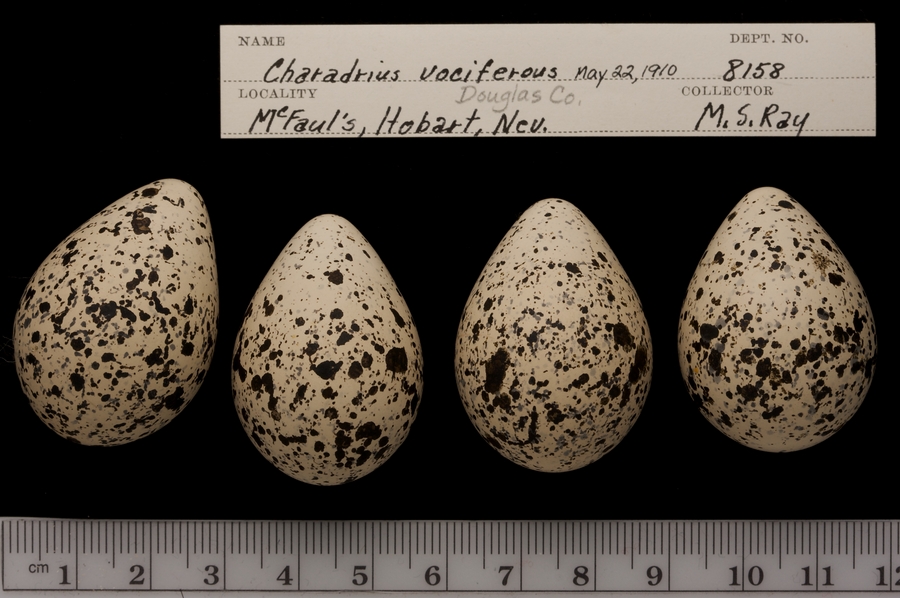 NAME DEPT. NO.
Charadrius vociferous May 22, 1910 8158
LOCALITY Douglas Co. COLLECTOR
McFaul's, Hobart, Nev. M. S. Ray
cm 1 2 3 4 5 6 7 8 9 10 11 12